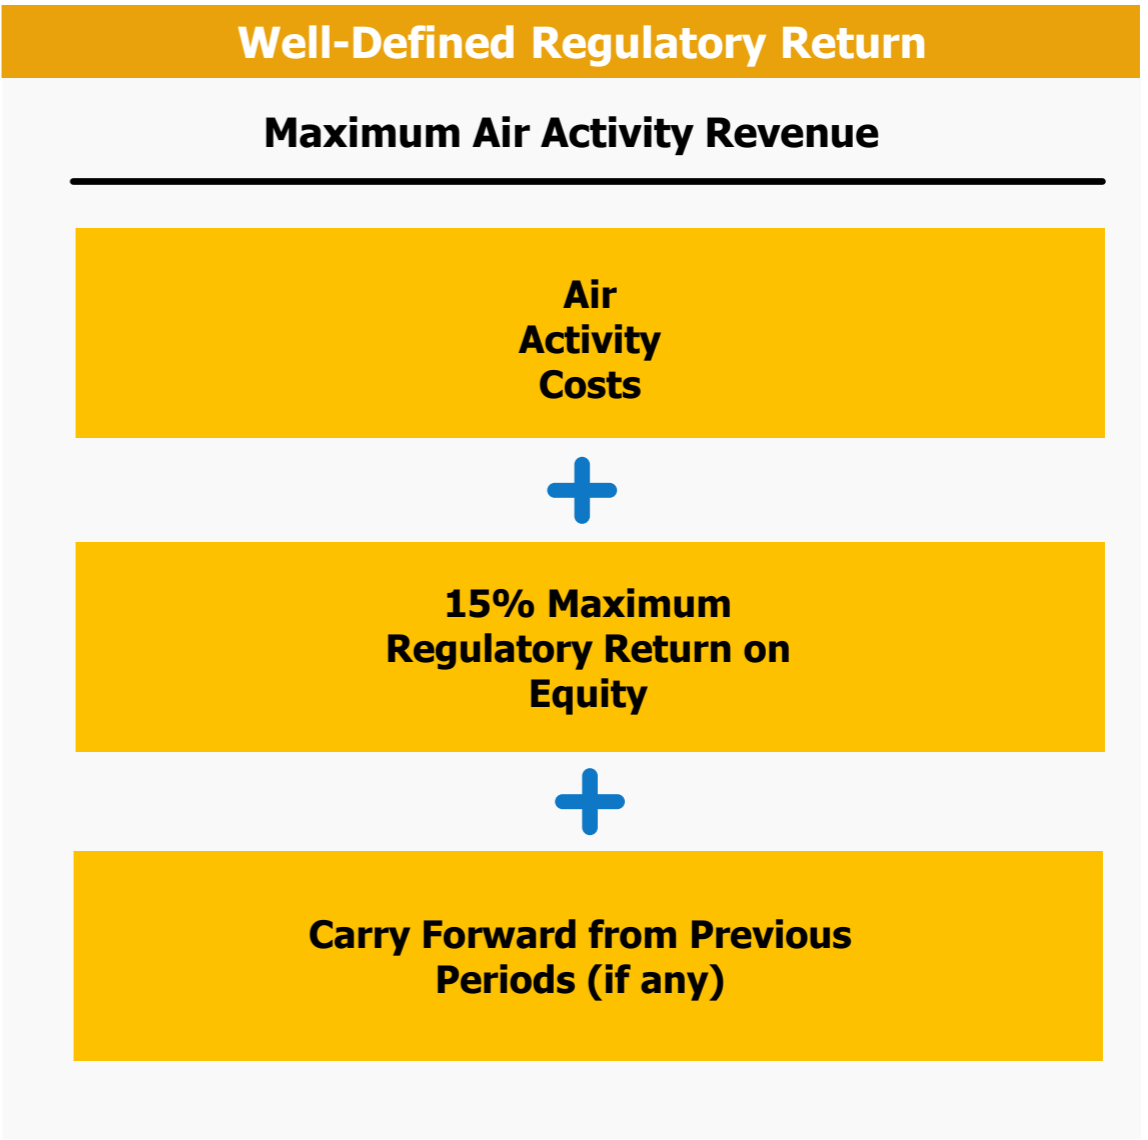 Well-Defined Regulatory Return
Maximum Air Activity Revenue
Air
Activity
Costs
15% Maximum
Regulatory Return on
Equity
Carry Forward from Previous
Periods (if any)